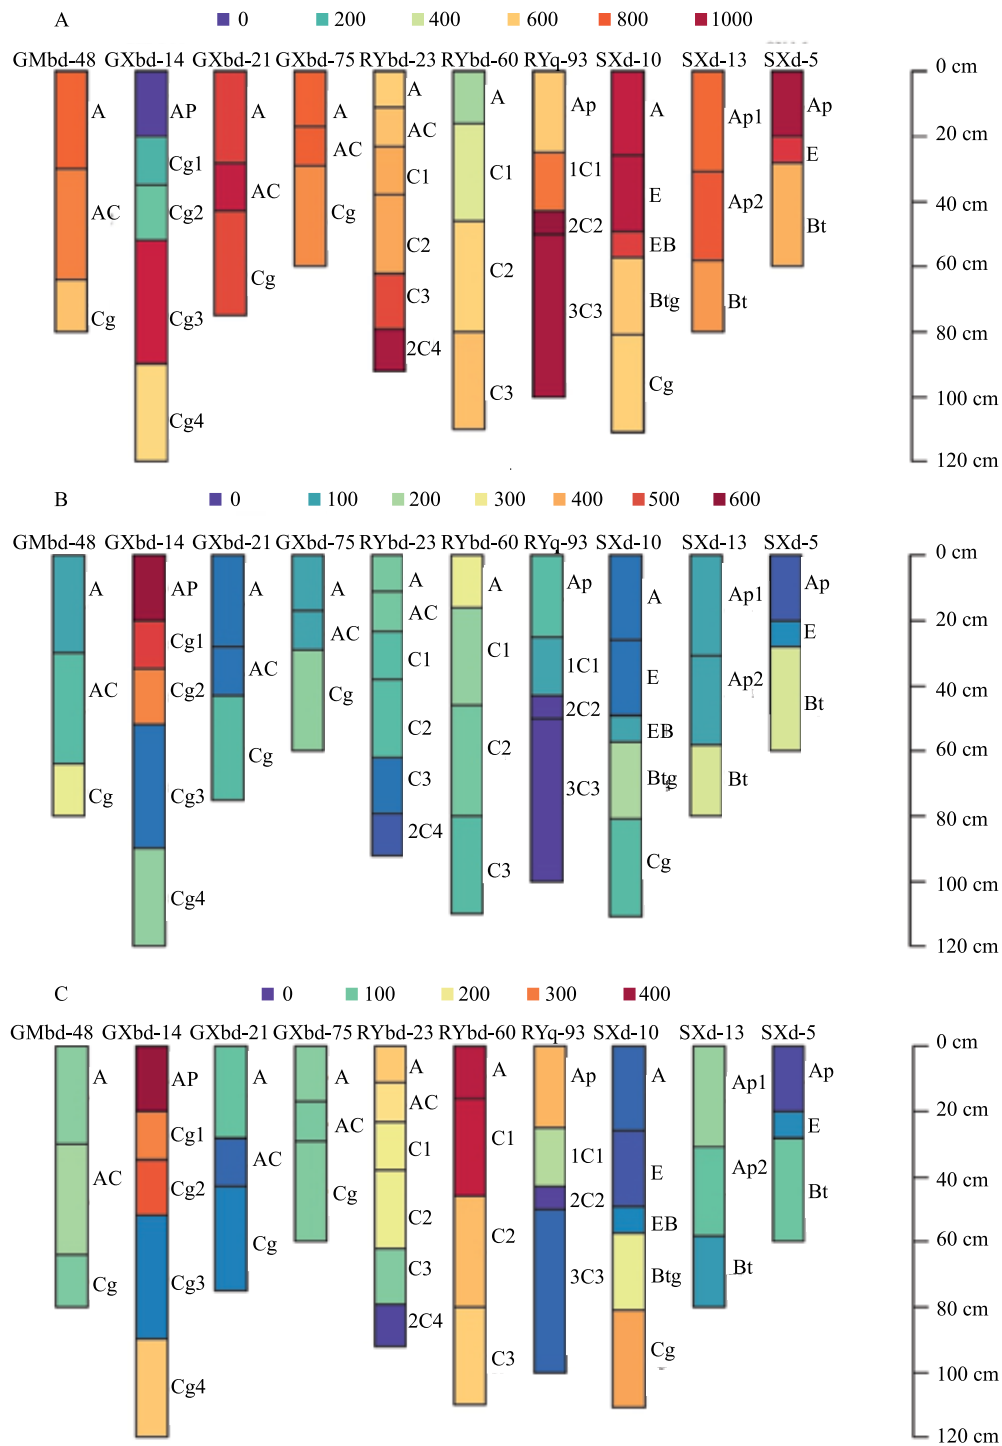 A 0 200 400 600 800 1000
GMbd-48 GXbd-14 GXbd-21 GXbd-75 RYbd-23 RYbd-60 RYq-93 SXd-10 SXd-13 SXd-5
A AC Cg
AP Cg1 Cg2 Cg3 Cg4
A AC Cg
A AC Cg
A AC C1 C2 C3 2C4
A C1 C2 C3
Ap 1C1 2C2 3C3
A E EB Btg Cg
Ap1 Ap2 Bt
Ap E Bt
0 cm
20 cm
40 cm
60 cm
80 cm
100 cm
120 cm
B 0 100 200 300 400 500 600
GMbd-48 GXbd-14 GXbd-21 GXbd-75 RYbd-23 RYbd-60 RYq-93 SXd-10 SXd-13 SXd-5
A AC Cg
AP Cg1 Cg2 Cg3 Cg4
A AC Cg
A AC Cg
A AC C1 C2 C3 2C4
A C1 C2 C3
Ap 1C1 2C2 3C3
A E EB Btg Cg
Ap1 Ap2 Bt
Ap E Bt
0 cm
20 cm
40 cm
60 cm
80 cm
100 cm
120 cm
C 0 100 200 300 400
GMbd-48 GXbd-14 GXbd-21 GXbd-75 RYbd-23 RYbd-60 RYq-93 SXd-10 SXd-13 SXd-5
A AC Cg
AP Cg1 Cg2 Cg3 Cg4
A AC Cg
A AC Cg
A AC C1 C2 C3 2C4
A C1 C2 C3
Ap 1C1 2C2 3C3
A E EB Btg Cg
Ap1 Ap2 Bt
Ap E Bt
0 cm
20 cm
40 cm
60 cm
80 cm
100 cm
120 cm